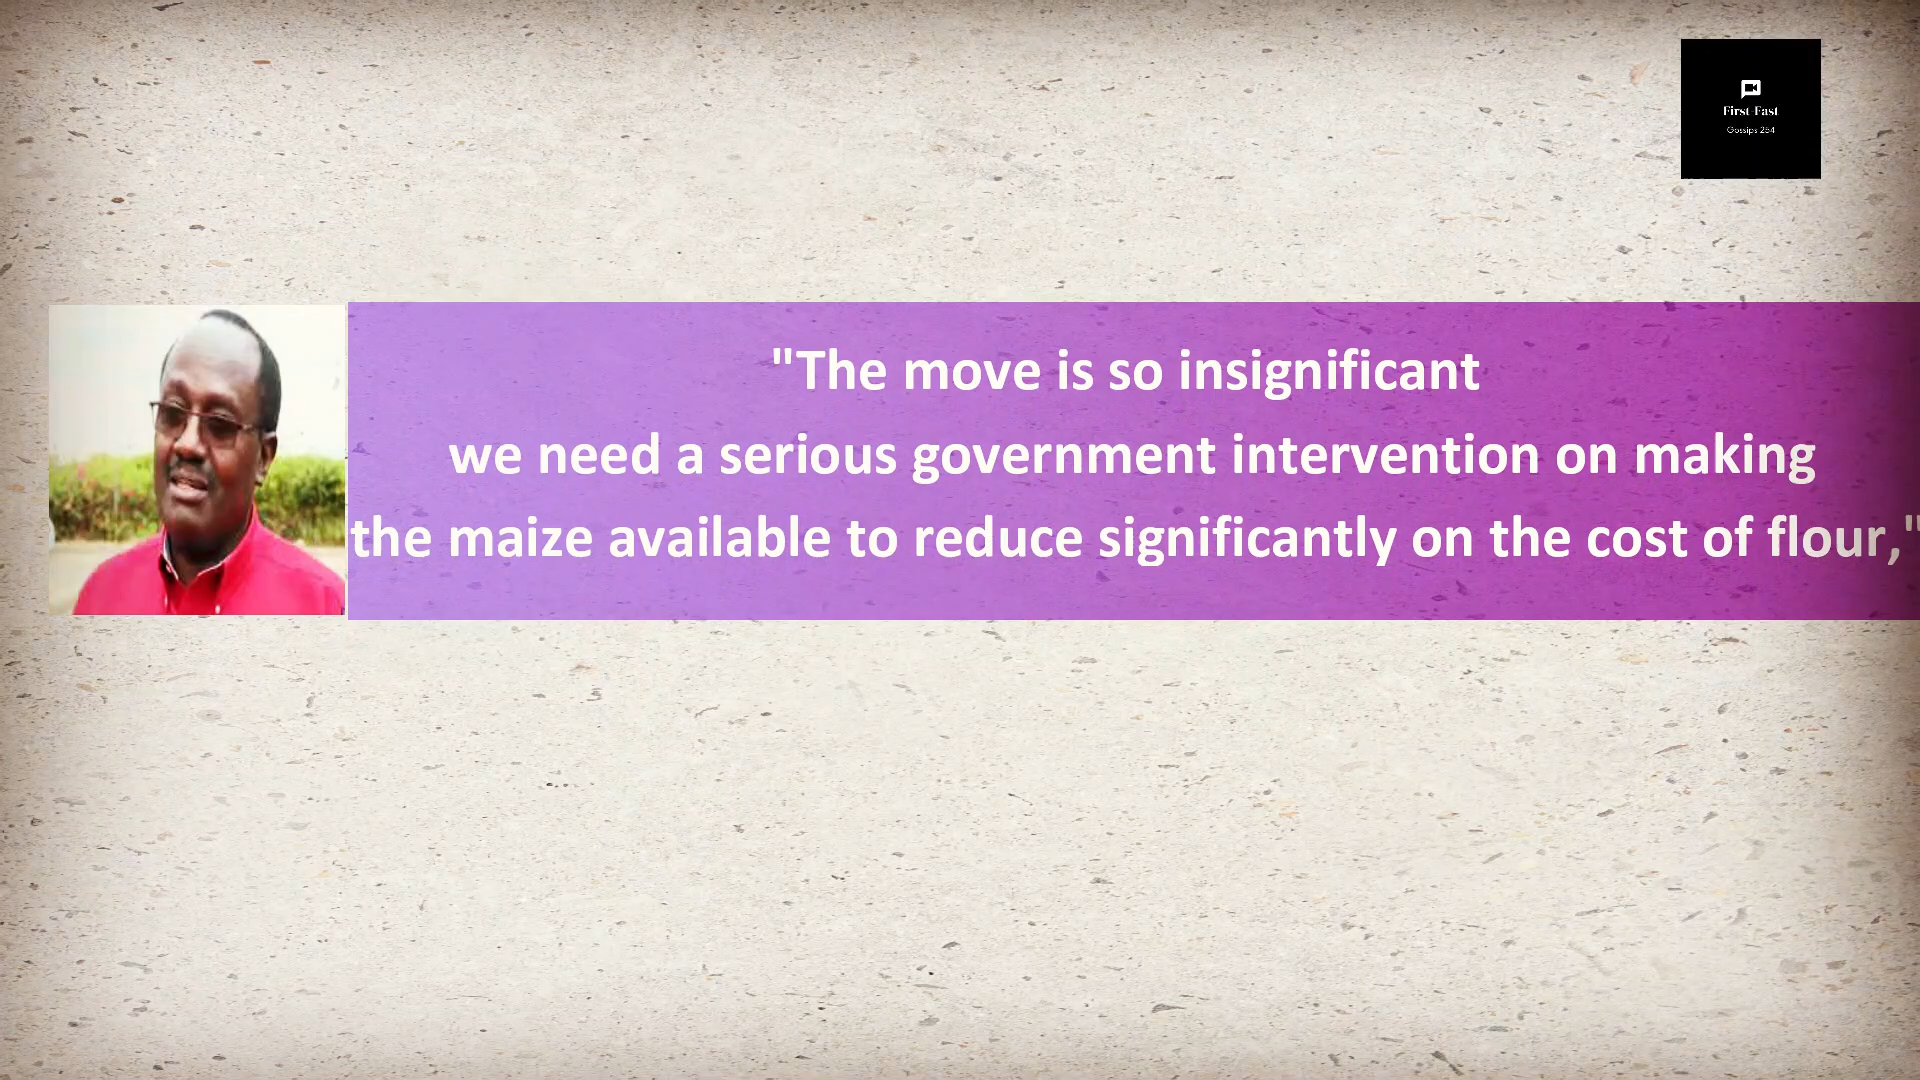 First-Fast
Gossips 254
"The move is so insignificant
we need a serious government intervention on making
the maize available to reduce significantly on the cost of flour,"